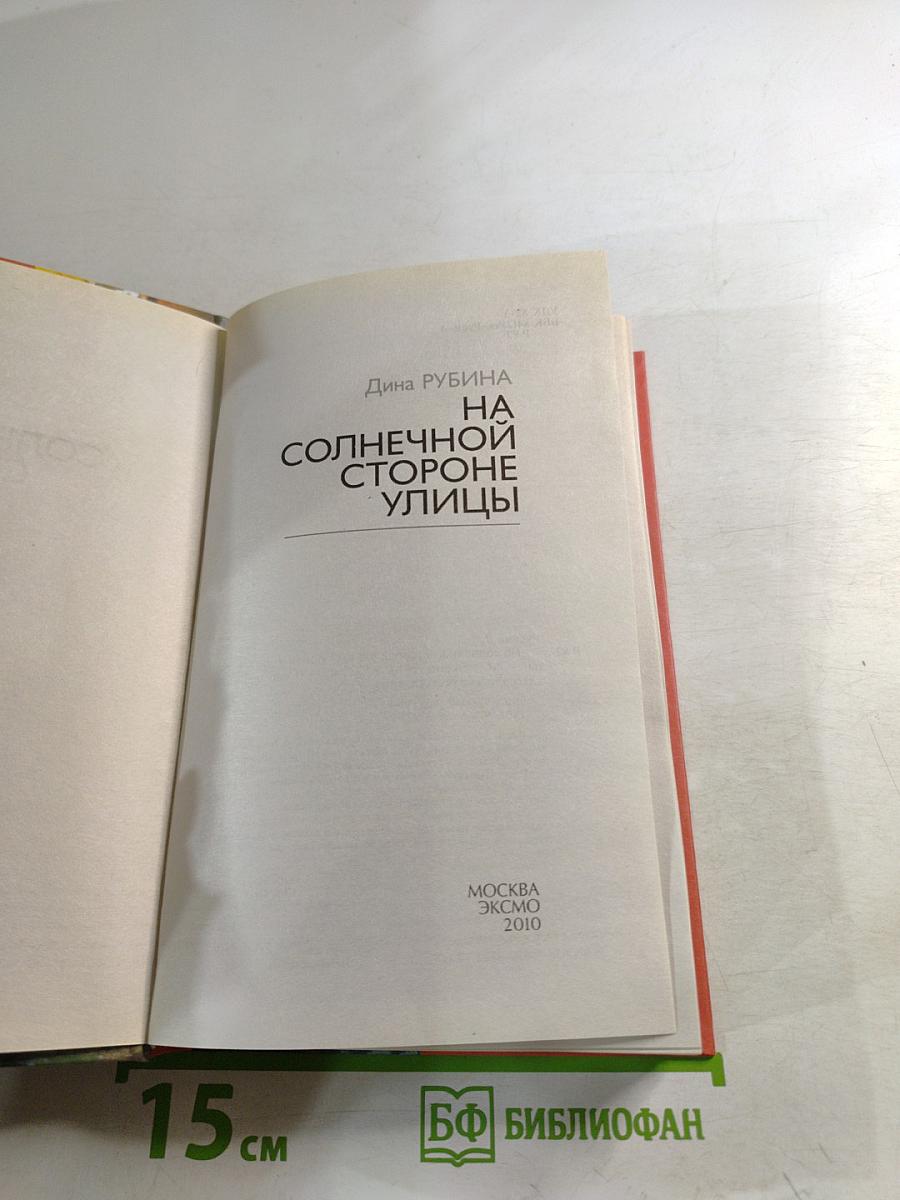 Дина РУБИНА
НА
СОЛНЕЧНОЙ
СТОРОНЕ
УЛИЦЫ
МОСКВА
ЭКСМО
2010
15 см
БФ БИБЛИОФАН